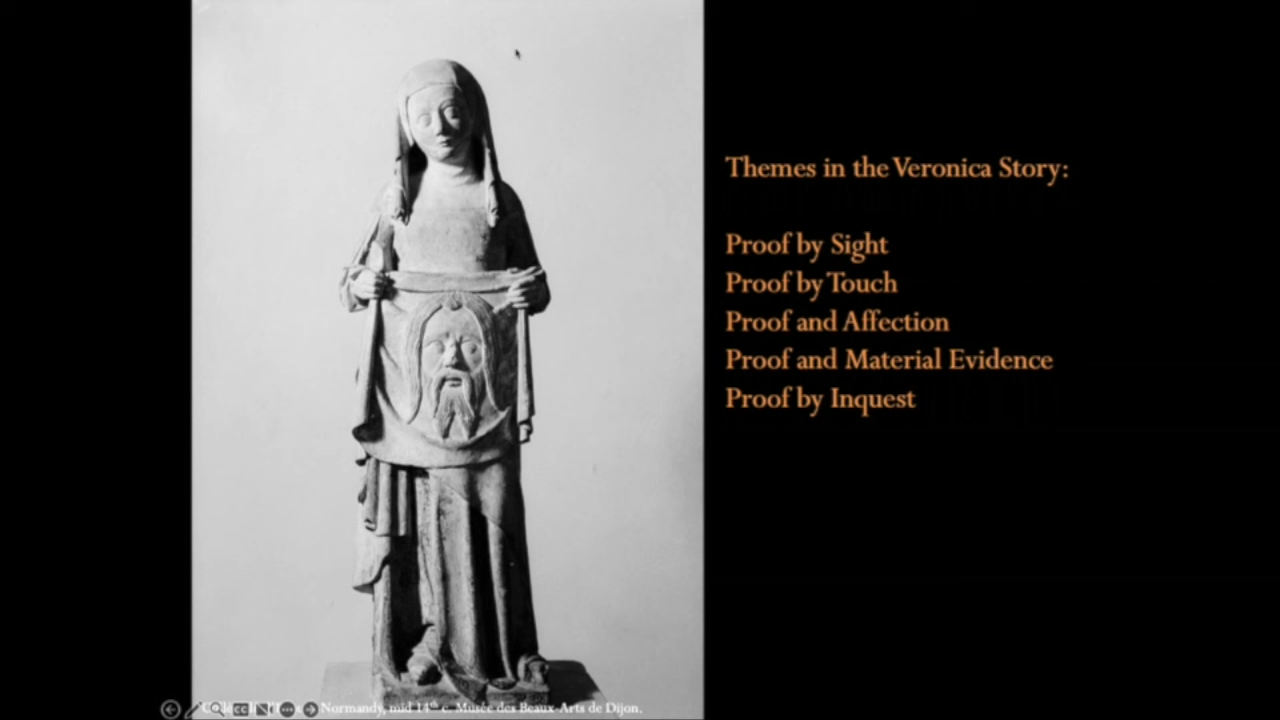 Themes in the Veronica Story:
Proof by Sight
Proof by Touch
Proof and Affection
Proof and Material Evidence
Proof by Inquest
Normandy, mid 14th c. Musée des Beaux-Arts de Dijon.